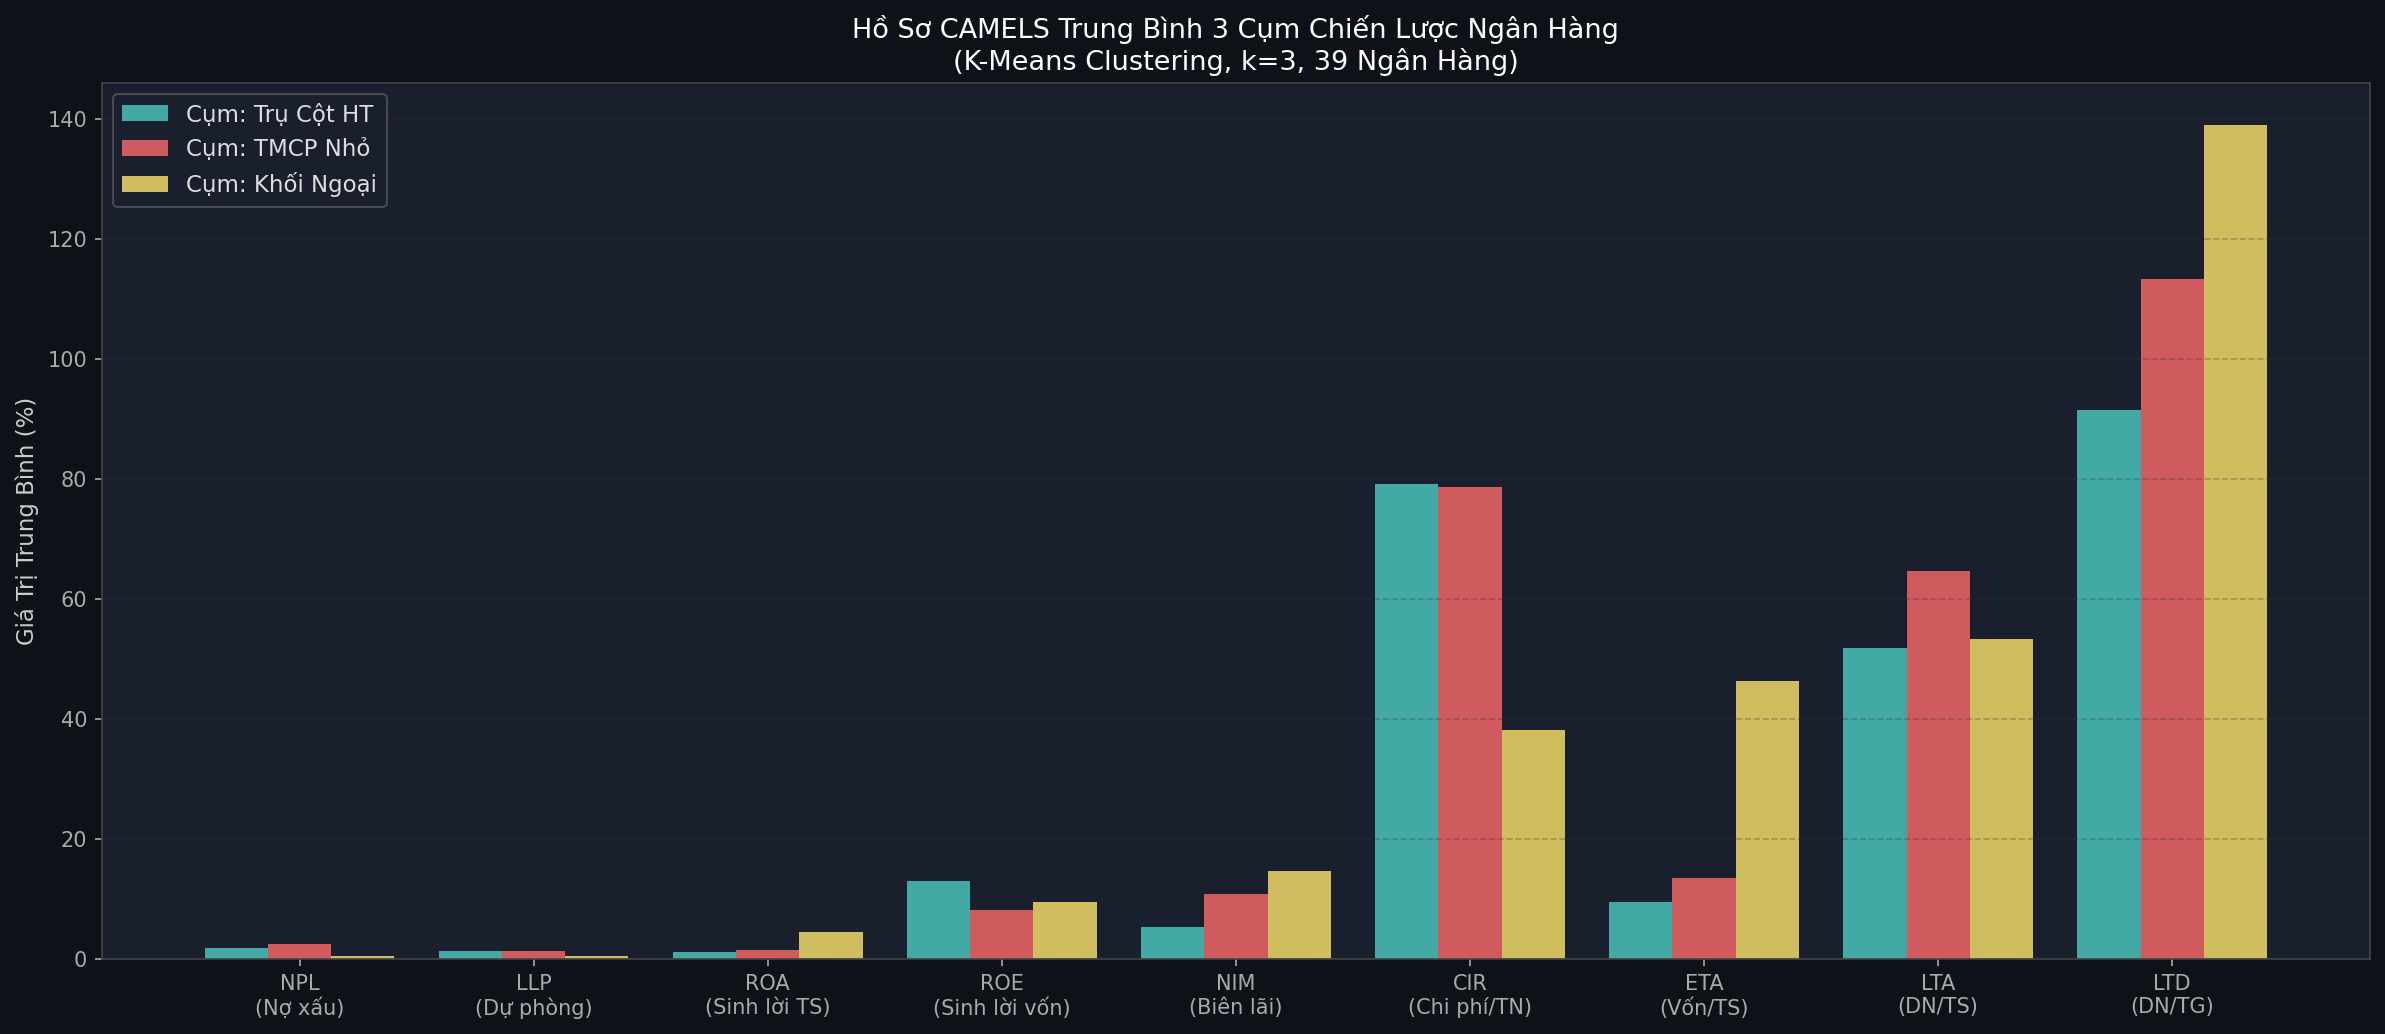 Hồ Sơ CAMELS Trung Bình 3 Cụm Chiến Lược Ngân Hàng
(K-Means Clustering, k=3, 39 Ngân Hàng)
Cụm: Trụ Cột HT
Cụm: TMCP Nhỏ
Cụm: Khối Ngoại
Giá Trị Trung Bình (%)
140
120
100
80
60
40
20
0
NPL
(Nợ xấu)
LLP
(Dự phòng)
ROA
(Sinh lời TS)
ROE
(Sinh lời vốn)
NIM
(Biên lãi)
CIR
(Chi phí/TN)
ETA
(Vốn/TS)
LTA
(DN/TS)
LTD
(DN/TG)